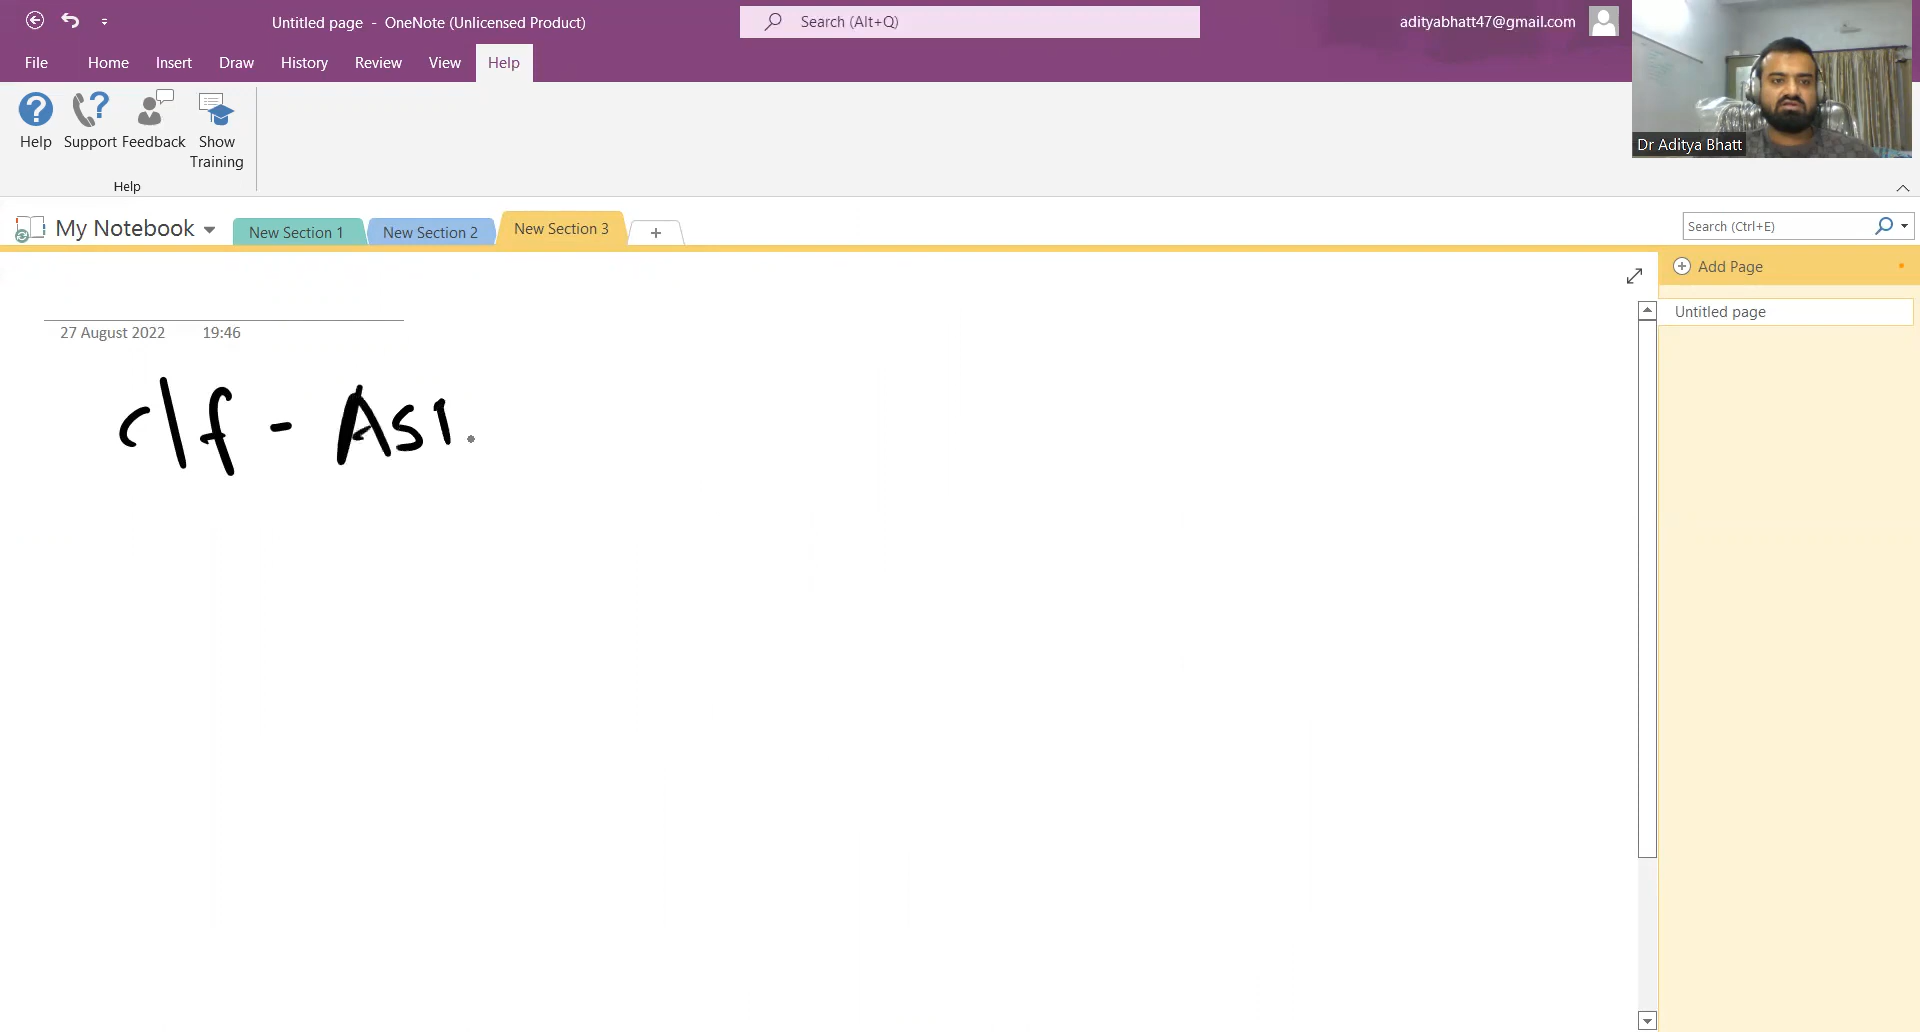 Untitled page - OneNote (Unlicensed Product)
Search (Alt+Q)
adityabhatt47@gmail.com
File Home Insert Draw History Review View Help
Help Support Feedback Show Training
Help
Dr Aditya Bhatt
My Notebook New Section 1 New Section 2 New Section 3 +
Search (Ctrl+E)
Add Page
Untitled page
27 August 2022 19:46
c/f - Ası